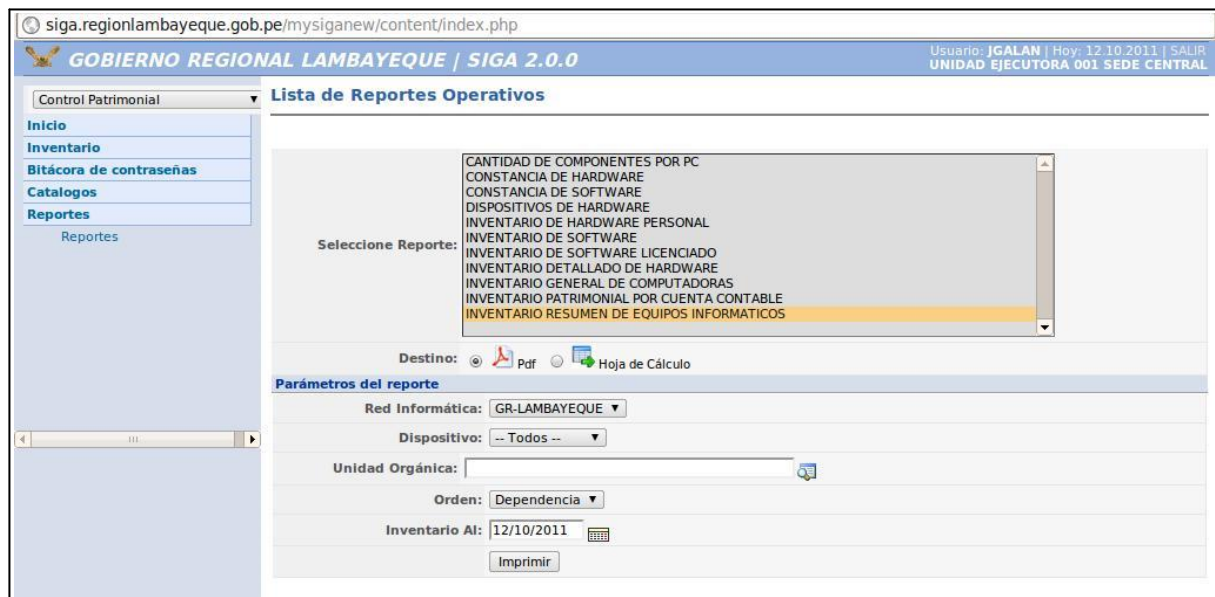 siga.regionlambayeque.gob.pe/mysiganew/content/index.php
GOBIERNO REGIONAL LAMBAYEQUE | SIGA 2.0.0
Usuario: JGALAN | Hoy: 12.10.2011 | SALIR
UNIDAD EJECUTORA 001 SEDE CENTRAL
Control Patrimonial
Inicio
Inventario
Bitácora de contraseñas
Catalogos
Reportes
Reportes
Lista de Reportes Operativos
Seleccione Reporte:
CANTIDAD DE COMPONENTES POR PC
CONSTANCIA DE HARDWARE
CONSTANCIA DE SOFTWARE
DISPOSITIVOS DE HARDWARE
INVENTARIO DE HARDWARE PERSONAL
INVENTARIO DE SOFTWARE
INVENTARIO DE SOFTWARE LICENCIADO
INVENTARIO DETALLADO DE HARDWARE
INVENTARIO GENERAL DE COMPUTADORAS
INVENTARIO PATRIMONIAL POR CUENTA CONTABLE
INVENTARIO RESUMEN DE EQUIPOS INFORMATICOS
Destino: Pdf Hoja de Cálculo
Parámetros del reporte
Red Informática: GR-LAMBAYEQUE
Dispositivo: -- Todos --
Unidad Orgánica:
Orden: Dependencia
Inventario Al: 12/10/2011
Imprimir